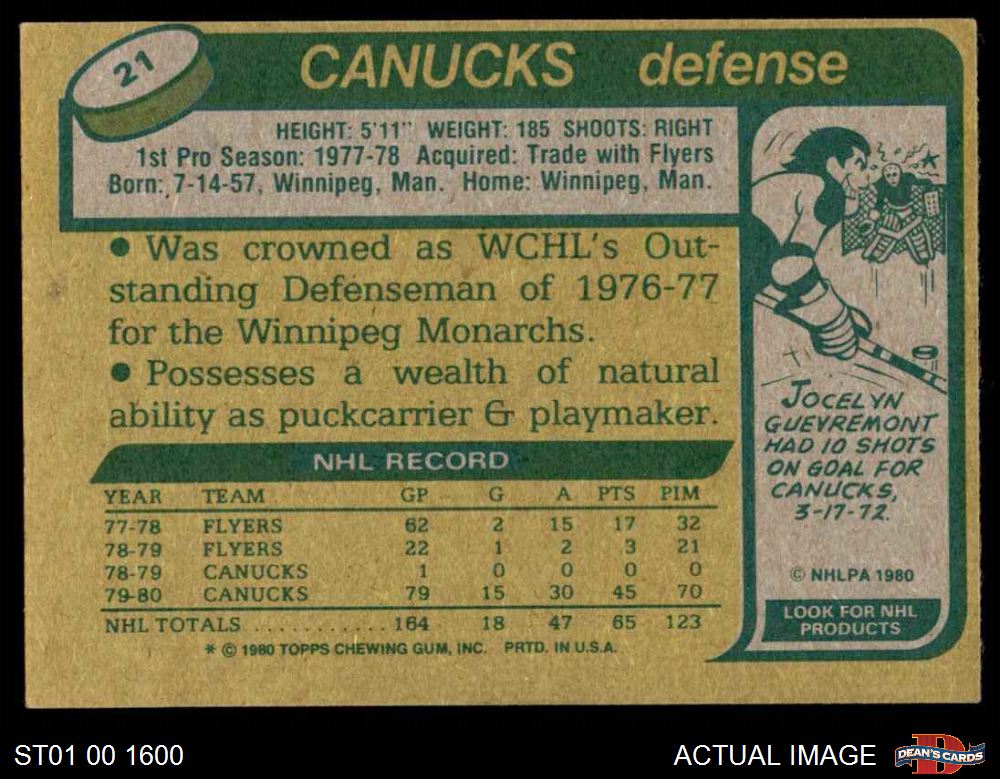 21
CANUCKS defense
HEIGHT: 5'11" WEIGHT: 185 SHOOTS: RIGHT
1st Pro Season: 1977-78 Acquired: Trade with Flyers
Born: 7-14-57, Winnipeg, Man. Home: Winnipeg, Man.
● Was crowned as WCHL's Out-
standing Defenseman of 1976-77
for the Winnipeg Monarchs.
● Possesses a wealth of natural
ability as puckcarrier & playmaker.
NHL RECORD
YEAR TEAM GP G A PTS PIM
77-78 FLYERS 62 2 15 17 32
78-79 FLYERS 22 1 2 3 21
78-79 CANUCKS 1 0 0 0 0
79-80 CANUCKS 79 15 30 45 70
NHL TOTALS ............ 164 18 47 65 123
* © 1980 TOPPS CHEWING GUM, INC. PRTD. IN U.S.A.
JOCELYN
GUEVREMONT
HAD 10 SHOTS
ON GOAL FOR
CANUCKS,
3-17-72.
© NHLPA 1980
LOOK FOR NHL
PRODUCTS
ST01 00 1600
ACTUAL IMAGE
D
DEAN'S CARDS